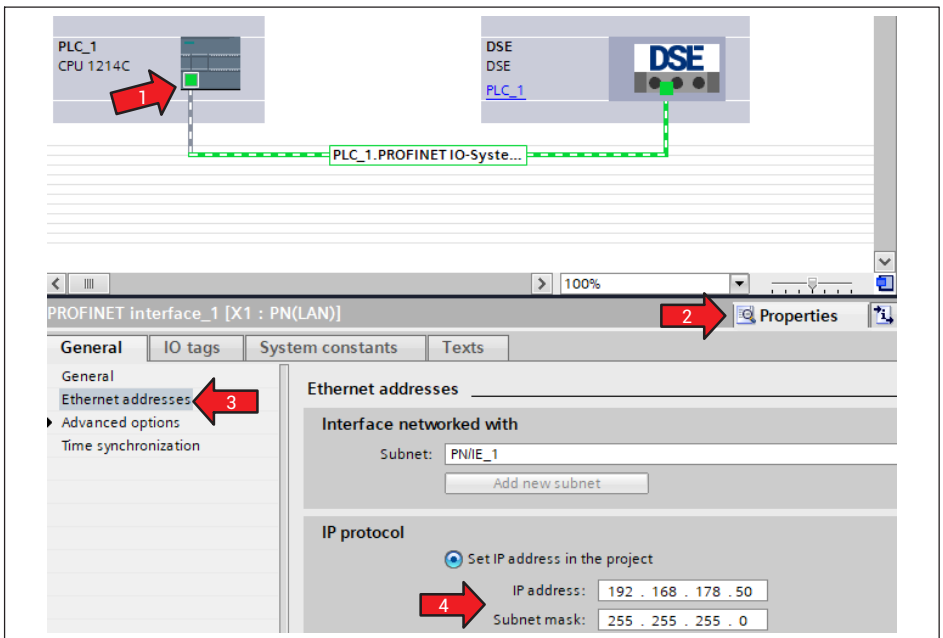 PLC_1
CPU 1214C
1
DSE
DSE
PLC_1
DSE
PLC_1.PROFINET IO-Syste...
100%
PROFINET interface_1 [X1 : PN(LAN)]
2
Properties
General
IO tags
System constants
Texts
General
Ethernet addresses
3
Advanced options
Time synchronization
Ethernet addresses
Interface networked with
Subnet: PN/IE_1
Add new subnet
IP protocol
Set IP address in the project
IP address: 192 . 168 . 178 . 50
4
Subnet mask: 255 . 255 . 255 . 0